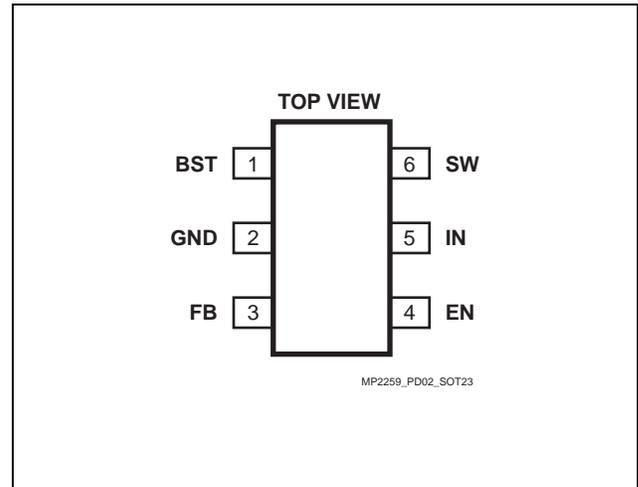 TOP VIEW
BST 1 6 SW
GND 2 5 IN
FB 3 4 EN
MP2259_PD02_SOT23